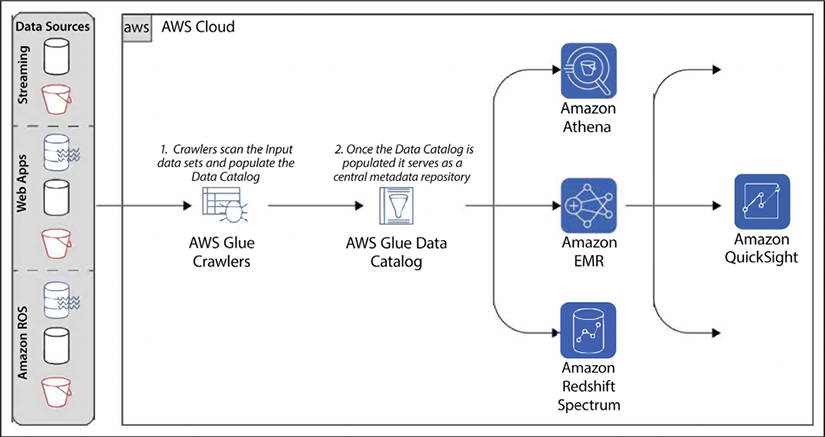 Data Sources
Streaming
Web Apps
Amazon ROS
aws
AWS Cloud
1. Crawlers scan the Input
data sets and populate the
Data Catalog
AWS Glue
Crawlers
2. Once the Data Catalog is
populated it serves as a
central metadata repository
AWS Glue Data
Catalog
Amazon
Athena
Amazon
EMR
Amazon
Redshift
Spectrum
Amazon
QuickSight